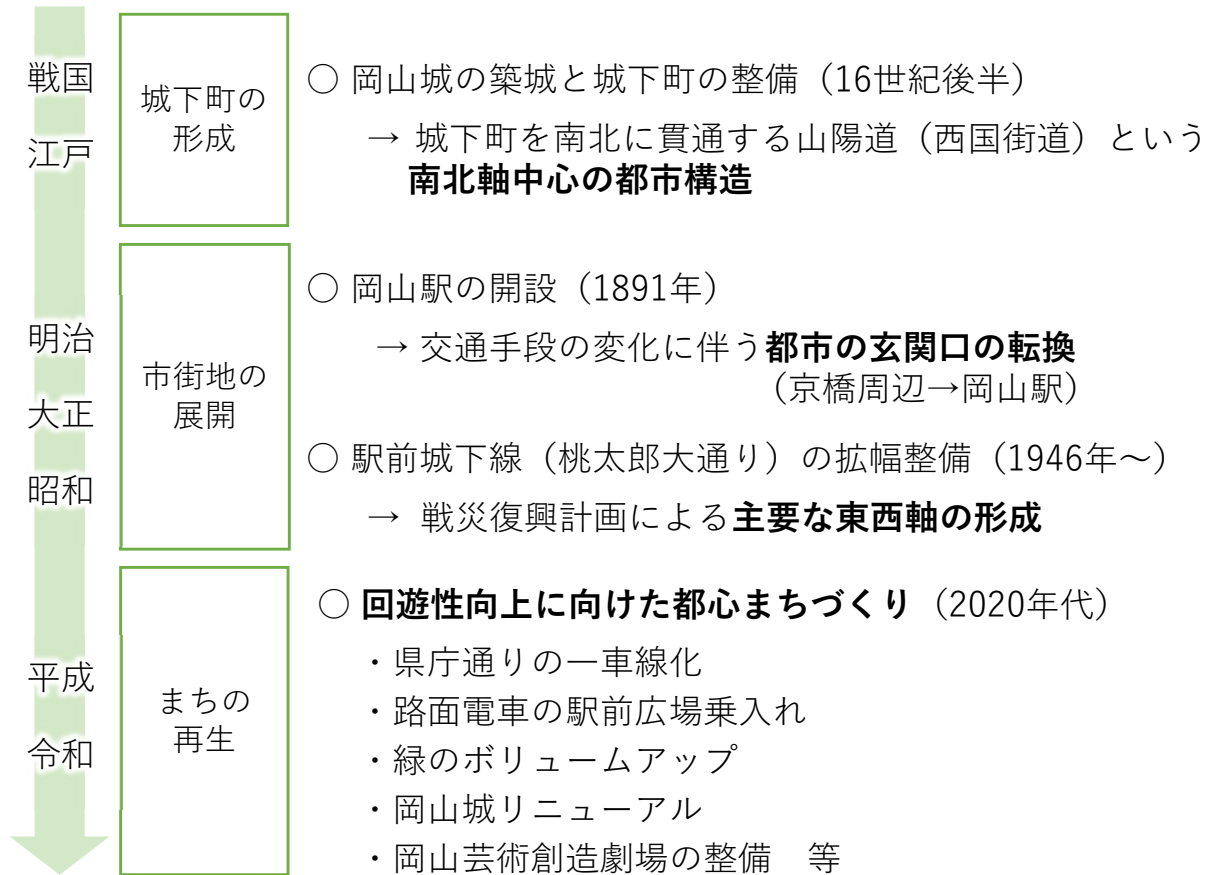 戦国
江戸
城下町の
形成
○ 岡山城の築城と城下町の整備（16世紀後半）
→ 城下町を南北に貫通する山陽道（西国街道）という
南北軸中心の都市構造
明治
大正
昭和
市街地の
展開
○ 岡山駅の開設（1891年）
→ 交通手段の変化に伴う都市の玄関口の転換
（京橋周辺→岡山駅）
○ 駅前城下線（桃太郎大通り）の拡幅整備（1946年～）
→ 戦災復興計画による主要な東西軸の形成
平成
令和
まちの
再生
○ 回遊性向上に向けた都心まちづくり（2020年代）
・県庁通りの一車線化
・路面電車の駅前広場乗入れ
・緑のボリュームアップ
・岡山城リニューアル
・岡山芸術創造劇場の整備　等